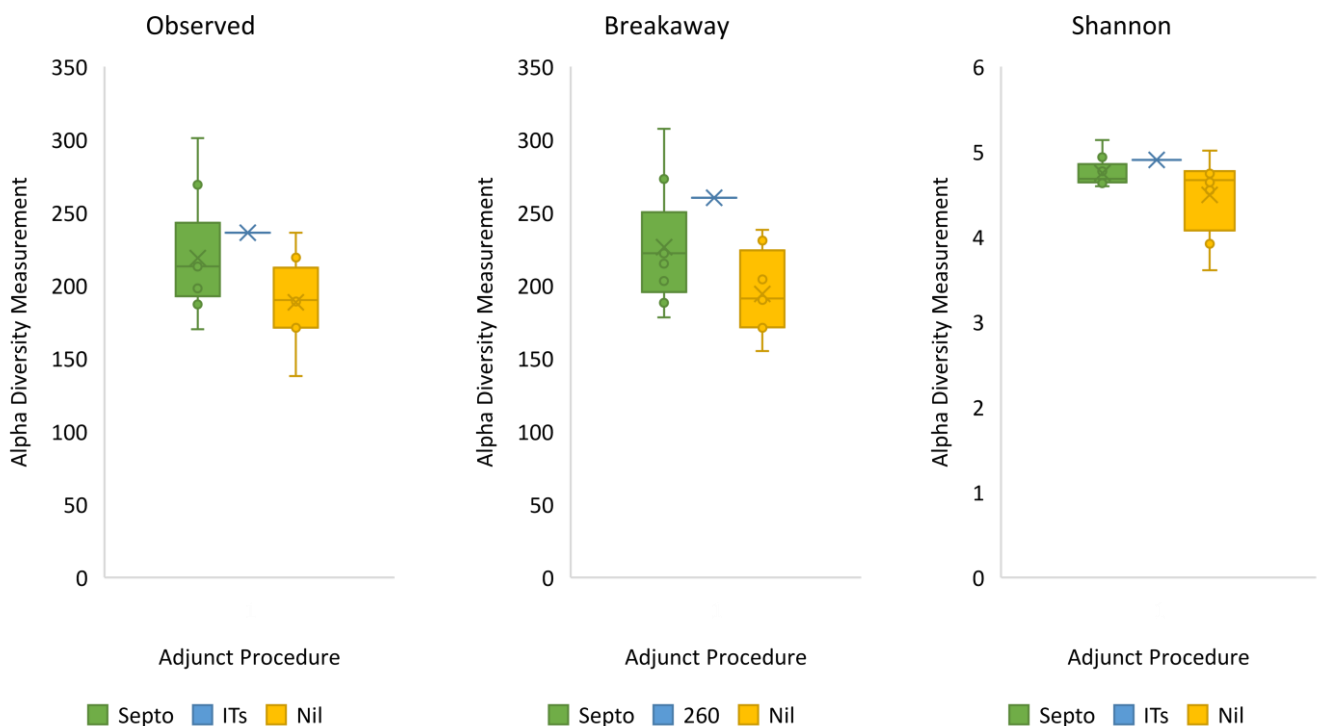 Observed
Alpha Diversity Measurement
350
300
250
200
150
100
50
0
Adjunct Procedure
Septo ITs Nil
Breakaway
Alpha Diversity Measurement
350
300
250
200
150
100
50
0
Adjunct Procedure
Septo 260 Nil
Shannon
Alpha Diversity Measurement
6
5
4
3
2
1
0
Adjunct Procedure
Septo ITs Nil